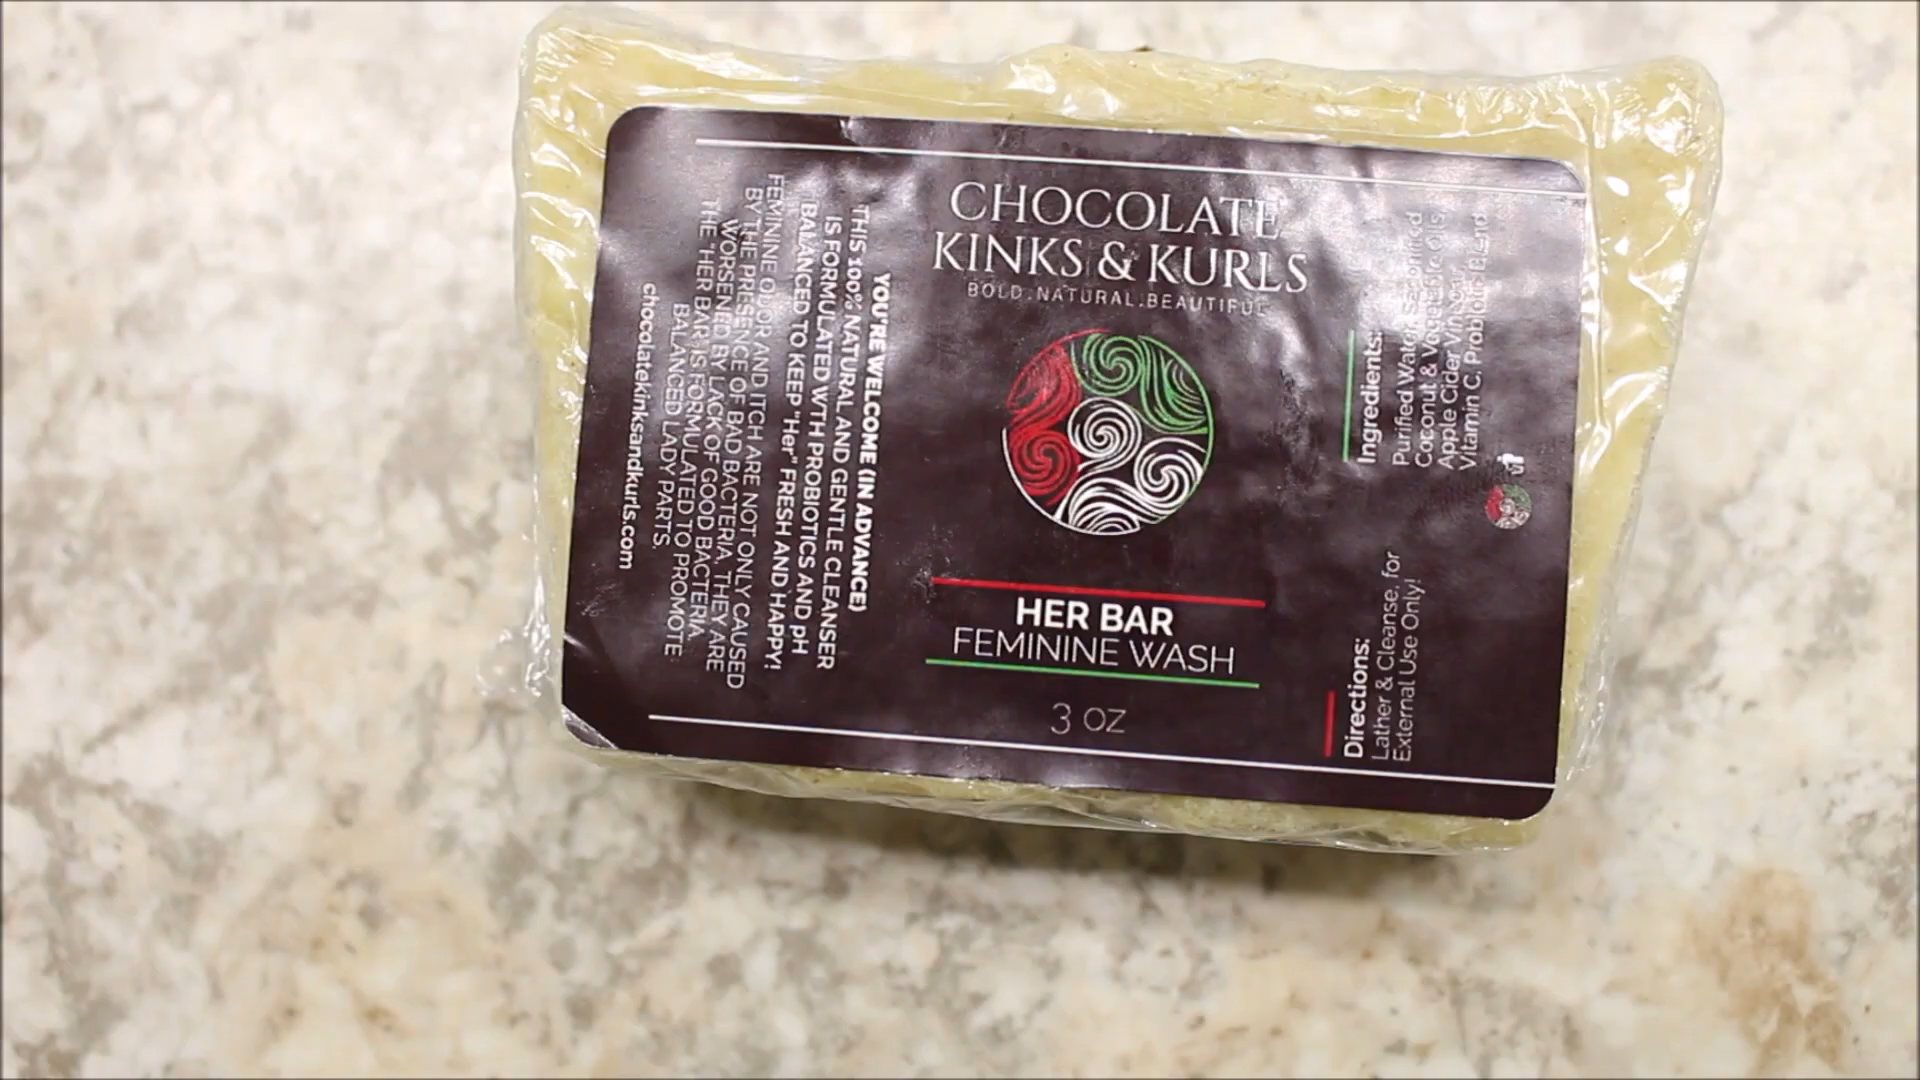 CHOCOLATE
KINKS & KURLS
BOLD.NATURAL.BEAUTIFUL
HER BAR
FEMININE WASH
3 OZ
YOU'RE WELCOME (IN ADVANCE)
THIS 100% NATURAL AND GENTLE CLEANSER
IS FORMULATED WTH PROBIOTICS AND pH
BALANCED TO KEEP "Her" FRESH AND HAPPY!
FEMININE ODOR AND ITCH ARE NOT ONLY CAUSED
BY THE PRESENCE OF BAD BACTERIA, THEY ARE
WORSENED BY LACK OF GOOD BACTERIA.
THE "HER BAR" IS FORMULATED TO PROMOTE
BALANCED LADY PARTS.
chocolatekinksandkurls.com
Ingredients:
Purified Water, Saponified
Coconut & Vegetable Oils,
Apple Cider Vinegar,
Vitamin C, Probiotic Blend
Directions:
Lather & Cleanse, for
External Use Only!